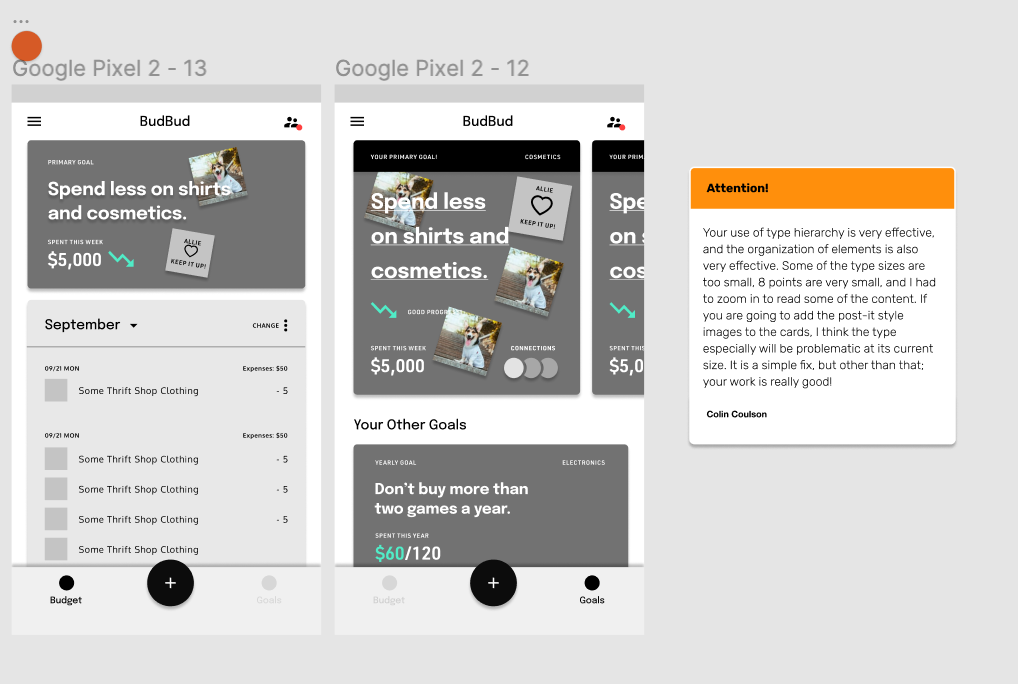 ...
Google Pixel 2 - 13
BudBud
PRIMARY GOAL
Spend less on shirts
and cosmetics.
SPENT THIS WEEK
$5,000
ALLIE
KEEP IT UP!
September
CHANGE
09/21 MON Expenses: $50
Some Thrift Shop Clothing - 5
09/21 MON Expenses: $50
Some Thrift Shop Clothing - 5
Some Thrift Shop Clothing - 5
Some Thrift Shop Clothing - 5
Some Thrift Shop Clothing
+
Budget Goals
Google Pixel 2 - 12
BudBud
YOUR PRIMARY GOAL! COSMETICS
Spend less
on shirts and
cosmetics.
ALLIE
KEEP IT UP!
GOOD PROGR
SPENT THIS WEEK
$5,000
CONNECTIONS
YOUR PRIM
Spe
on s
cos
SPENT THIS
$5,0
Your Other Goals
YEARLY GOAL ELECTRONICS
Don't buy more than
two games a year.
SPENT THIS YEAR
$60/120
+
Budget Goals
Attention!
Your use of type hierarchy is very effective,
and the organization of elements is also
very effective. Some of the type sizes are
too small, 8 points are very small, and I had
to zoom in to read some of the content. If
you are going to add the post-it style
images to the cards, I think the type
especially will be problematic at its current
size. It is a simple fix, but other than that;
your work is really good!
Colin Coulson